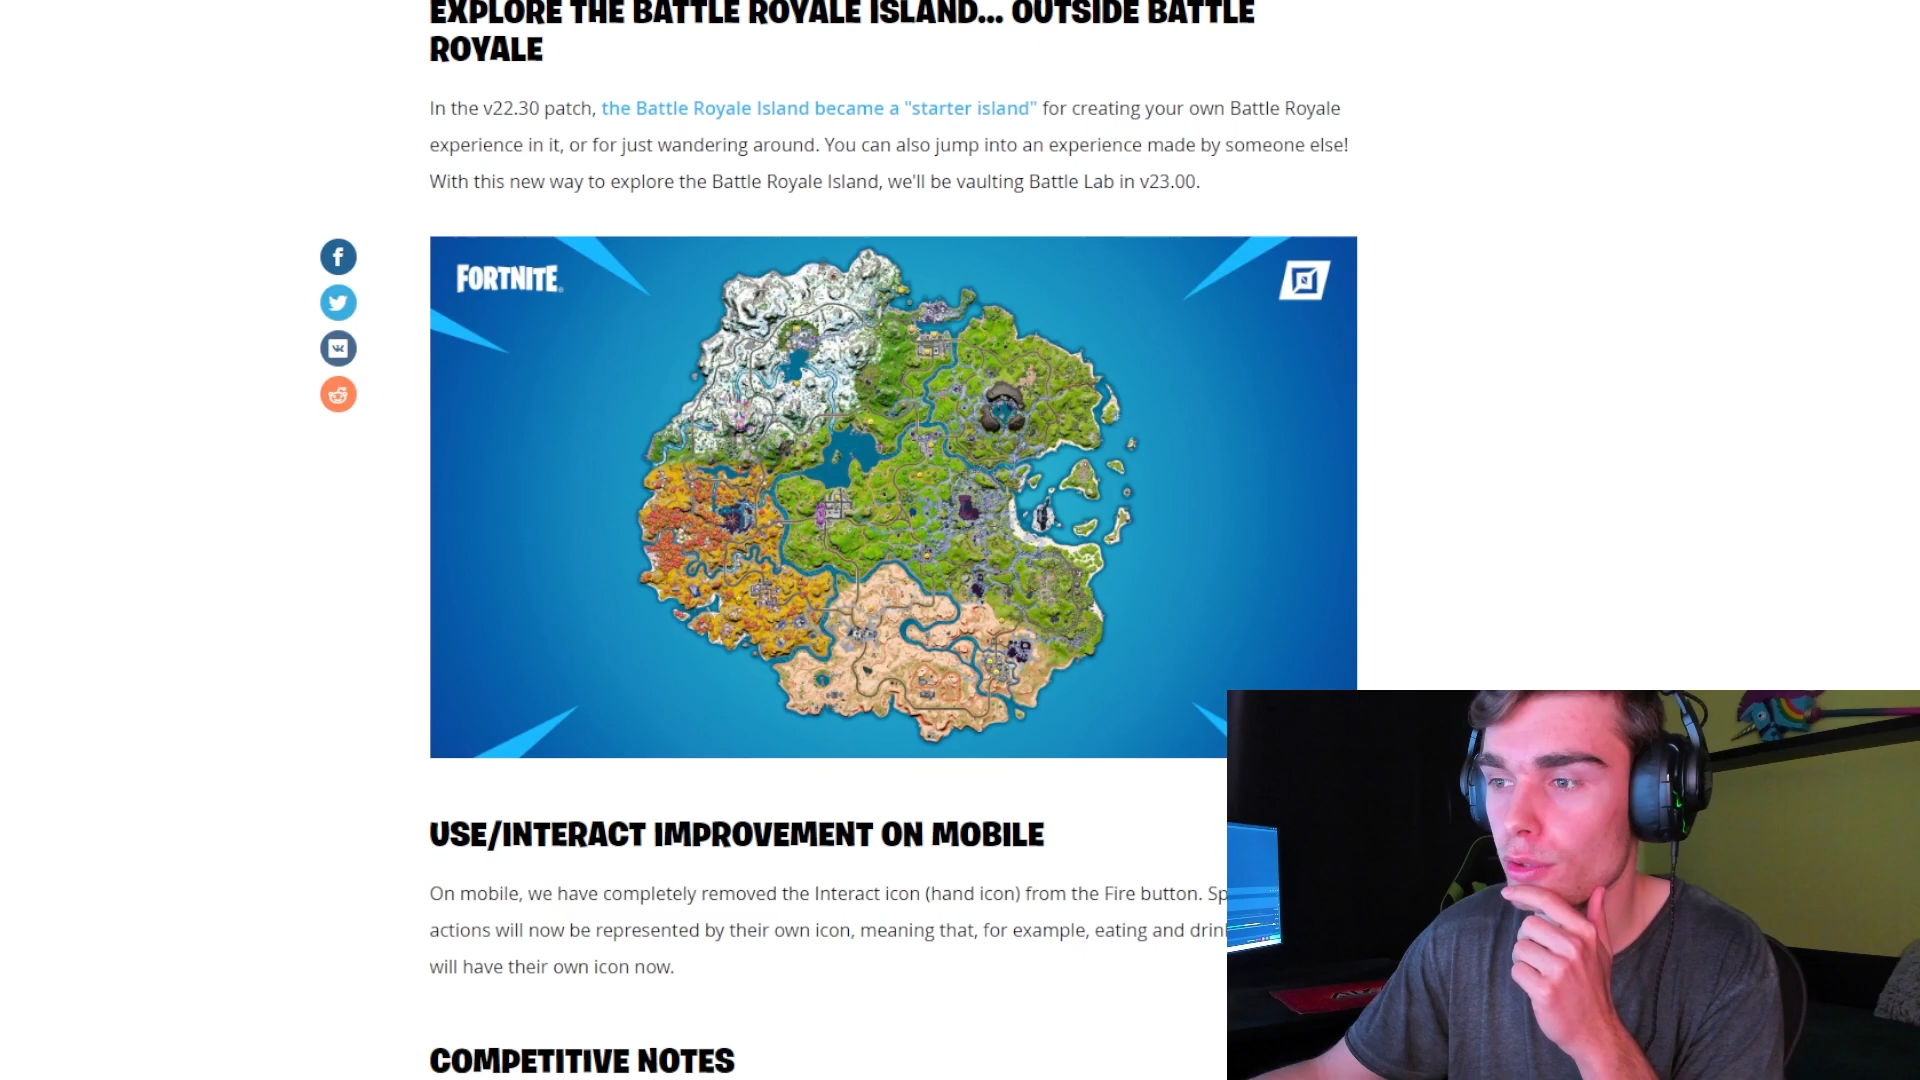 EXPLORE THE BATTLE ROYALE ISLAND... OUTSIDE BATTLE
ROYALE
In the v22.30 patch, the Battle Royale Island became a "starter island" for creating your own Battle Royale
experience in it, or for just wandering around. You can also jump into an experience made by someone else!
With this new way to explore the Battle Royale Island, we'll be vaulting Battle Lab in v23.00.
FORTNITE
USE/INTERACT IMPROVEMENT ON MOBILE
On mobile, we have completely removed the Interact icon (hand icon) from the Fire button. Sp
actions will now be represented by their own icon, meaning that, for example, eating and drin
will have their own icon now.
COMPETITIVE NOTES